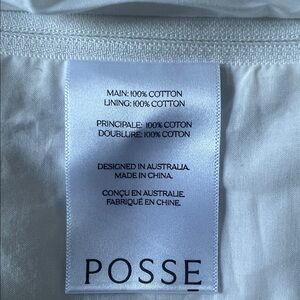 MAIN: 100% COTTON
LINING: 100% COTTON
PRINCIPALE: 100% COTON
DOUBLURE: 100% COTON
DESIGNED IN AUSTRALIA.
MADE IN CHINA.
CONÇU EN AUSTRALIE.
FABRIQUÉ EN CHINE.
POSSE